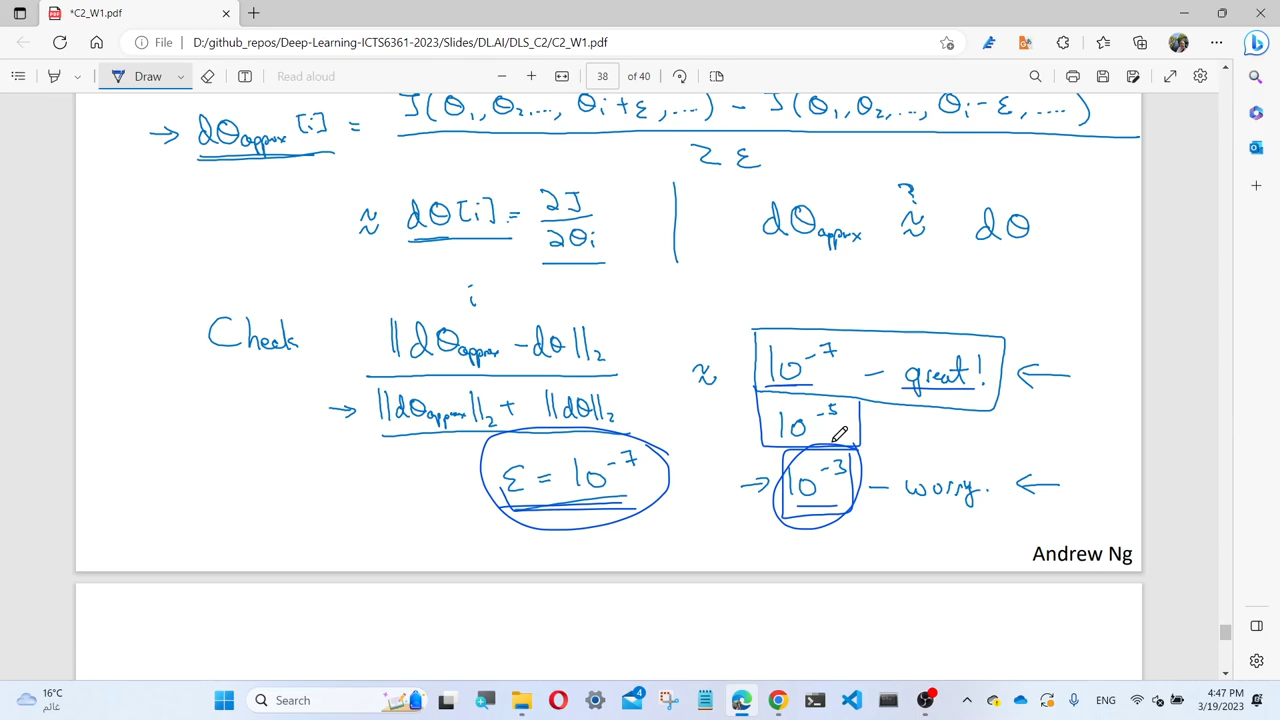 *C2_W1.pdf
File D:/github_repos/Deep-Learning-ICTS6361-2023/Slides/DL.AI/DLS_C2/C2_W1.pdf
Draw Read aloud 38 of 40
J(θ₁, θ₂, ..., θᵢ+ε, ...) − J(θ₁, θ₂, ..., θᵢ−ε, ....)
→ dθapprox[i] =
2ε
≈ dθ[i] = ∂J/∂θᵢ | dθapprox ≈? dθ
i
Check ‖dθapprox − dθ‖₂ ≈ 10⁻⁷ − great! ←
→ ‖dθapprox‖₂ + ‖dθ‖₂ 10⁻⁵
ε = 10⁻⁷ → 10⁻³ − worry. ←
Andrew Ng
16°C
غائم
Search
4
ENG
4:47 PM
3/19/2023